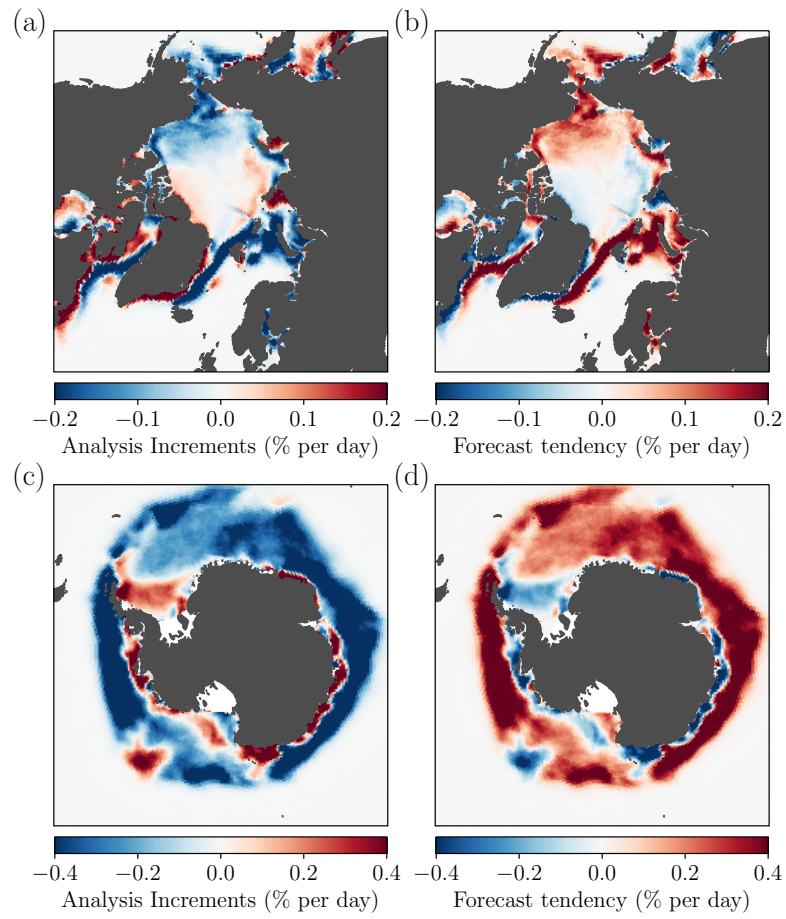 (a) (b)
−0.2 −0.1 0.0 0.1 0.2 −0.2 −0.1 0.0 0.1 0.2
Analysis Increments (% per day) Forecast tendency (% per day)
(c) (d)
−0.4 −0.2 0.0 0.2 0.4 −0.4 −0.2 0.0 0.2 0.4
Analysis Increments (% per day) Forecast tendency (% per day)